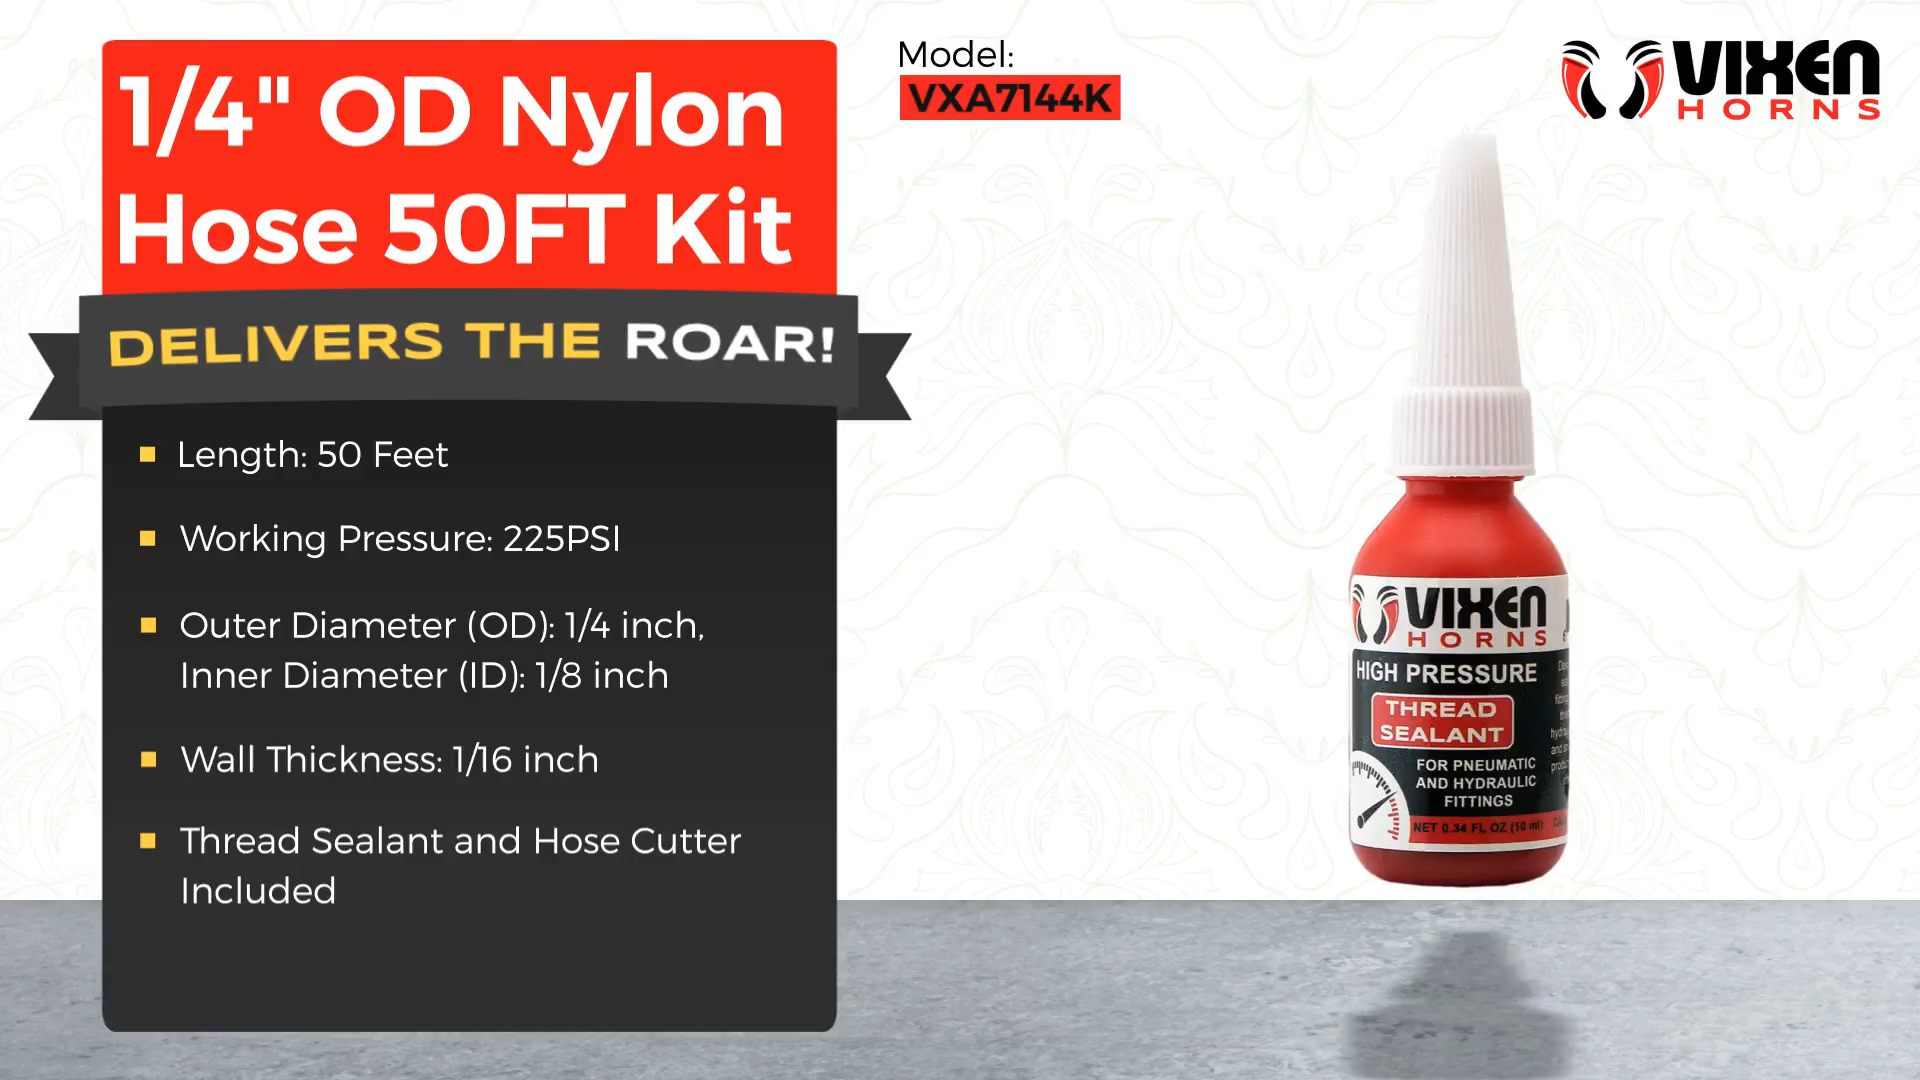 1/4" OD Nylon
Hose 50FT Kit
DELIVERS THE ROAR!
Length: 50 Feet
Working Pressure: 225PSI
Outer Diameter (OD): 1/4 inch,
Inner Diameter (ID): 1/8 inch
Wall Thickness: 1/16 inch
Thread Sealant and Hose Cutter
Included
Model:
VXA7144K
VIXEN
HORNS
VIXEN
HORNS
HIGH PRESSURE
THREAD
SEALANT
FOR PNEUMATIC
AND HYDRAULIC
FITTINGS
NET 0.34 FL OZ (10 ml)